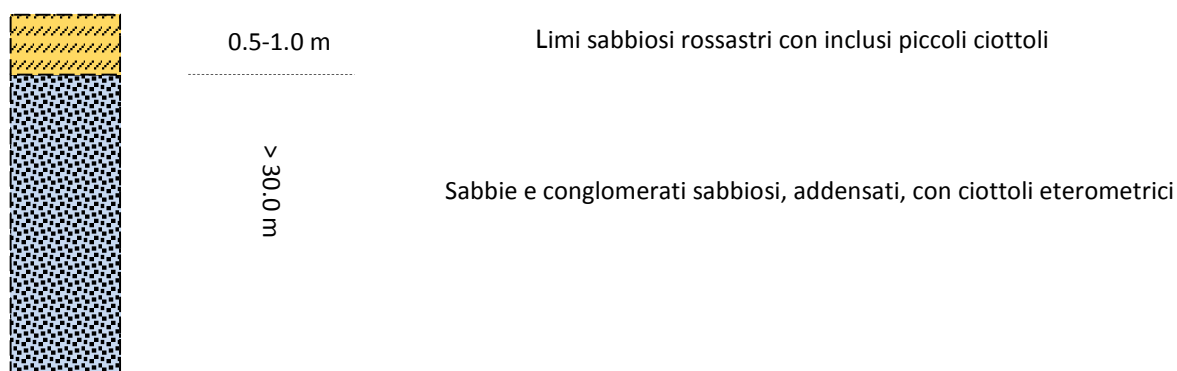 0.5-1.0 m
Limi sabbiosi rossastri con inclusi piccoli ciottoli
> 30.0 m
Sabbie e conglomerati sabbiosi, addensati, con ciottoli eterometrici